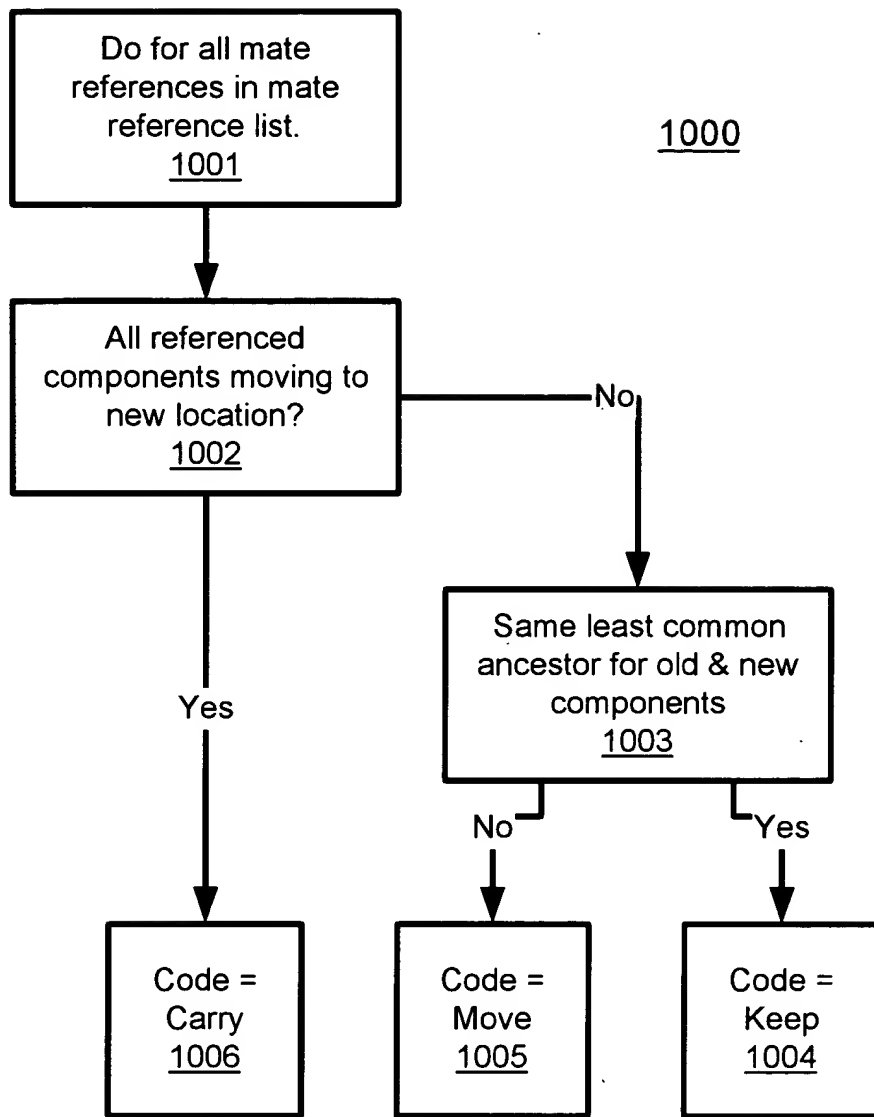 Do for all mate
references in mate
reference list.
1001
1000
All referenced
components moving to
new location?
1002
No
Same least common
ancestor for old & new
components
1003
Yes
No
Yes
Code =
Carry
1006
Code =
Move
1005
Code =
Keep
1004